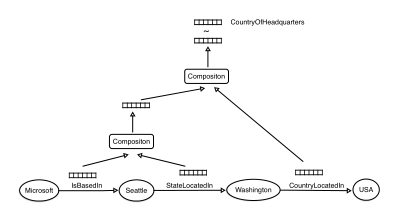 CountryOfHeadquarters
~
Compositon
Compositon
IsBasedIn StateLocatedIn CountryLocatedIn
Microsoft Seattle Washington USA